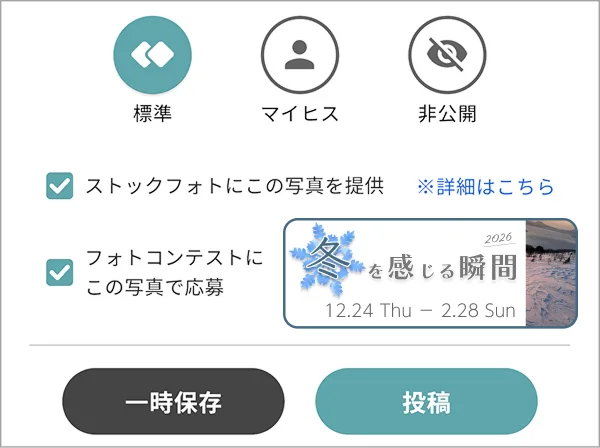 標準
マイヒス
非公開
ストックフォトにこの写真を提供
※詳細はこちら
フォトコンテストに
この写真で応募
2026
冬を感じる瞬間
12.24 Thu － 2.28 Sun
一時保存
投稿